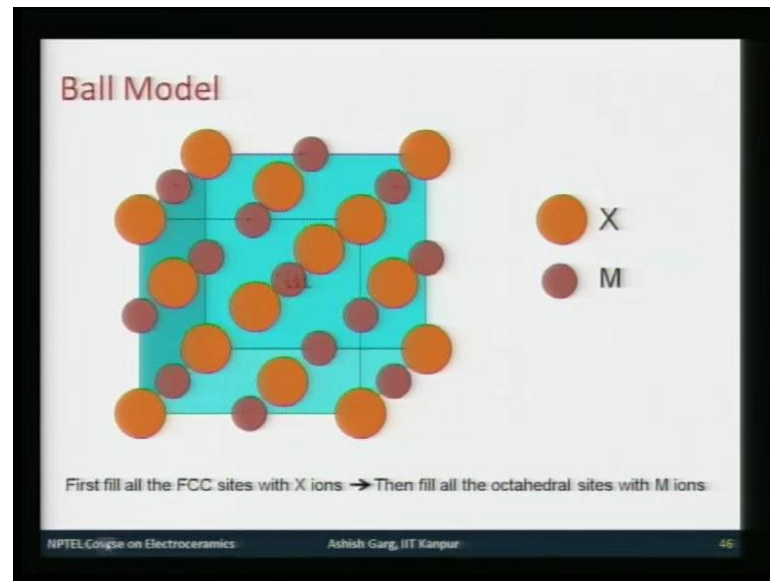 Ball Model
X
M
First fill all the FCC sites with X ions → Then fill all the octahedral sites with M ions
NPTEL Course on Electroceramics
Ashish Garg, IIT Kanpur
46